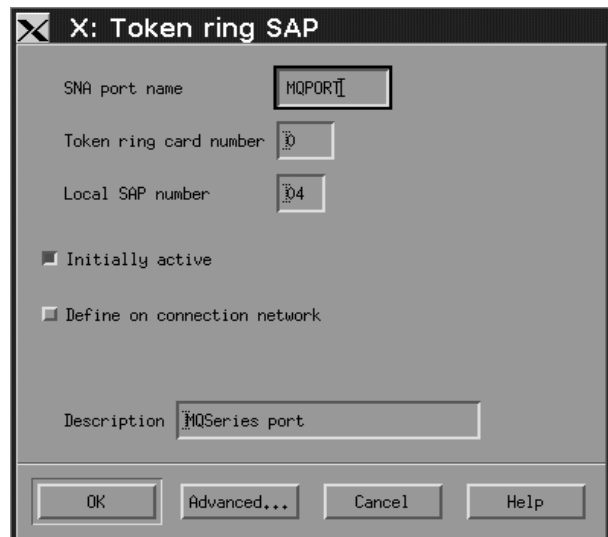 X: Token ring SAP
SNA port name MQPORT
Token ring card number 0
Local SAP number 04
Initially active
Define on connection network
Description MQSeries port
OK Advanced... Cancel Help